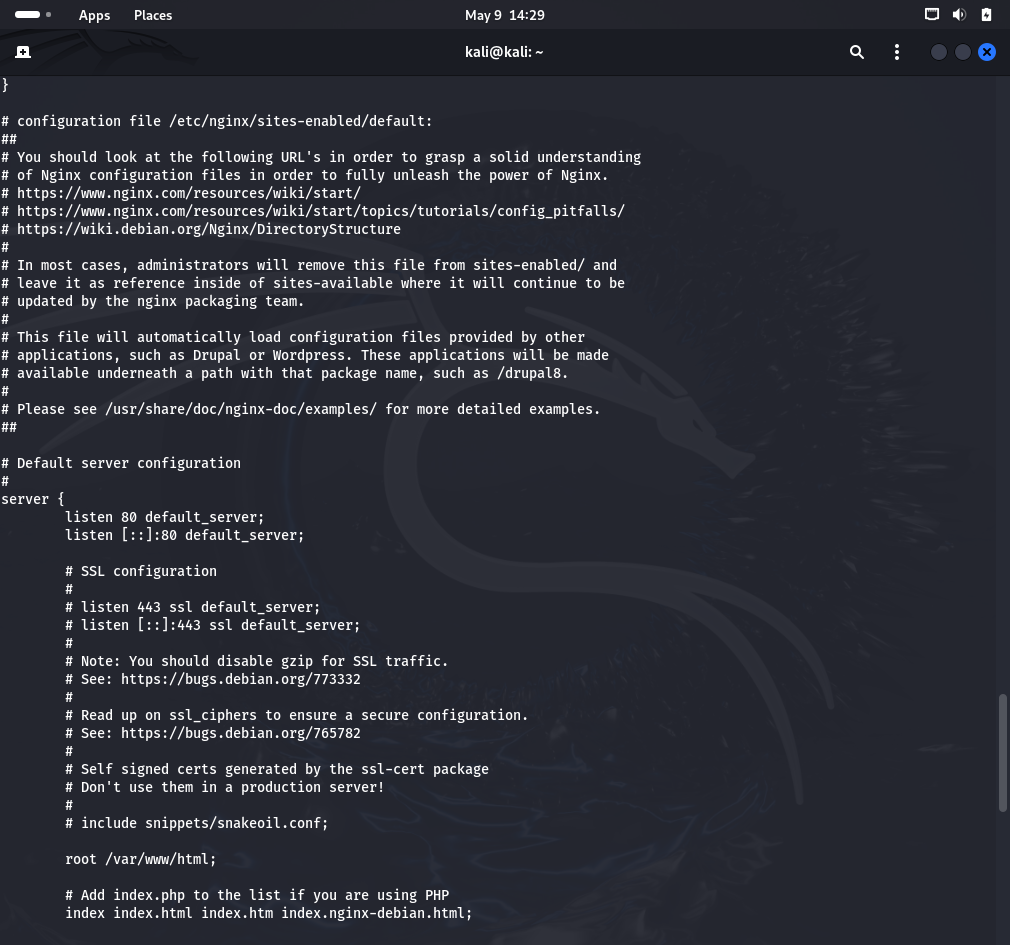 Apps Places May 9 14:29
kali@kali: ~
}

# configuration file /etc/nginx/sites-enabled/default:
##
# You should look at the following URL's in order to grasp a solid understanding
# of Nginx configuration files in order to fully unleash the power of Nginx.
# https://www.nginx.com/resources/wiki/start/
# https://www.nginx.com/resources/wiki/start/topics/tutorials/config_pitfalls/
# https://wiki.debian.org/Nginx/DirectoryStructure
#
# In most cases, administrators will remove this file from sites-enabled/ and
# leave it as reference inside of sites-available where it will continue to be
# updated by the nginx packaging team.
#
# This file will automatically load configuration files provided by other
# applications, such as Drupal or Wordpress. These applications will be made
# available underneath a path with that package name, such as /drupal8.
#
# Please see /usr/share/doc/nginx-doc/examples/ for more detailed examples.
##

# Default server configuration
#
server {
        listen 80 default_server;
        listen [::]:80 default_server;

        # SSL configuration
        #
        # listen 443 ssl default_server;
        # listen [::]:443 ssl default_server;
        #
        # Note: You should disable gzip for SSL traffic.
        # See: https://bugs.debian.org/773332
        #
        # Read up on ssl_ciphers to ensure a secure configuration.
        # See: https://bugs.debian.org/765782
        #
        # Self signed certs generated by the ssl-cert package
        # Don't use them in a production server!
        #
        # include snippets/snakeoil.conf;

        root /var/www/html;

        # Add index.php to the list if you are using PHP
        index index.html index.htm index.nginx-debian.html;